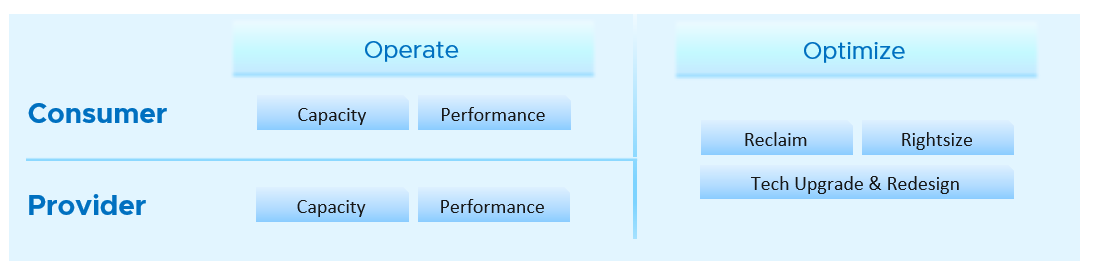 Operate
Optimize
Consumer
Capacity
Performance
Reclaim
Rightsize
Tech Upgrade & Redesign
Provider
Capacity
Performance